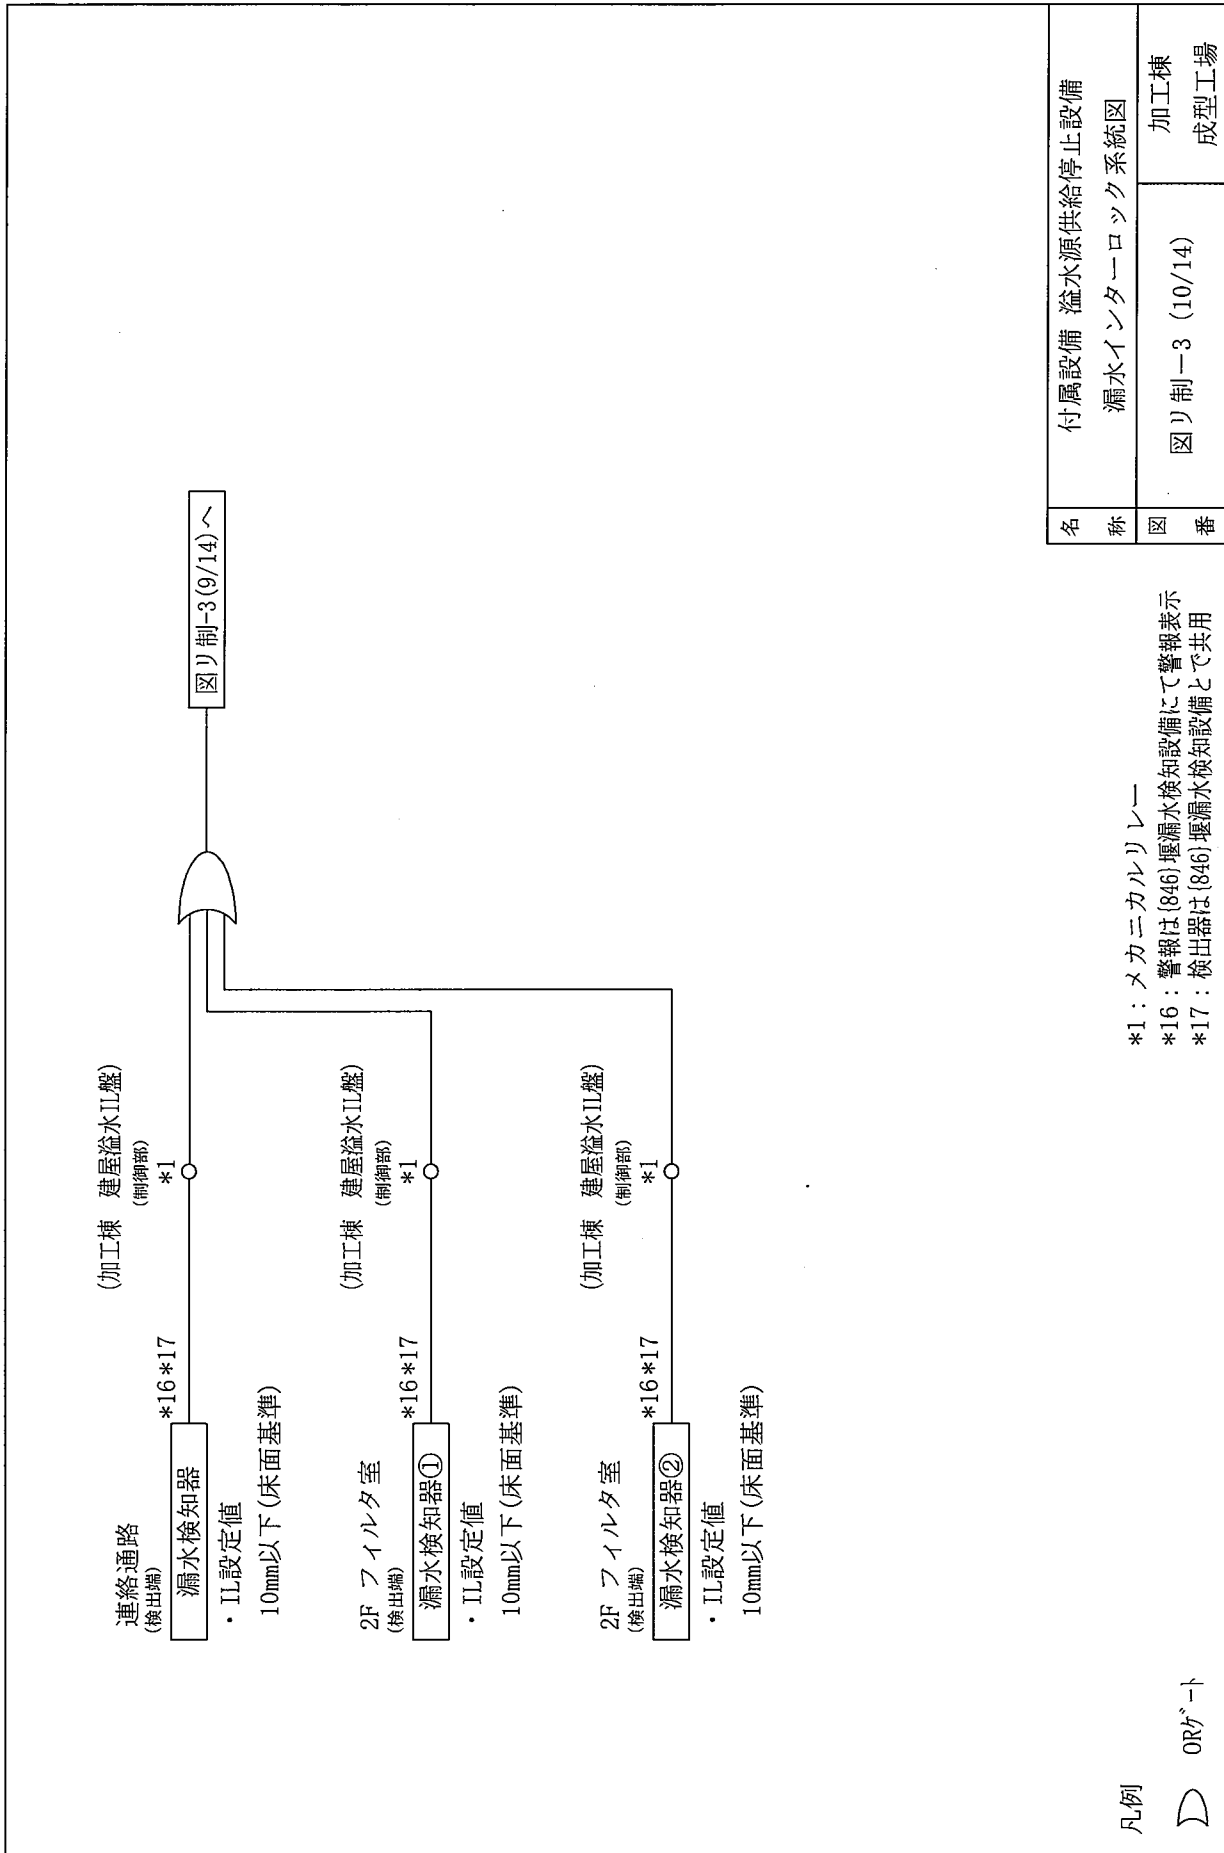 連絡通路
(検出端)
漏水検知器
*16*17
・IL設定値
10mm以下(床面基準)
(加工棟 建屋溢水IL盤)
(制御部)
*1
2F フィルタ室
(検出端)
漏水検知器①
*16*17
・IL設定値
10mm以下(床面基準)
(加工棟 建屋溢水IL盤)
(制御部)
*1
2F フィルタ室
(検出端)
漏水検知器②
*16*17
・IL設定値
10mm以下(床面基準)
(加工棟 建屋溢水IL盤)
(制御部)
*1
図リ制-3(9/14)へ
凡例
ORゲート
*1:メカニカルリレー
*16:警報は{846}堰漏水検知設備にて警報表示
*17:検出器は{846}堰漏水検知設備とで共用
名称
付属設備 溢水源供給停止設備
漏水インターロック系統図
図番
図リ制-3 (10/14)
加工棟
成型工場